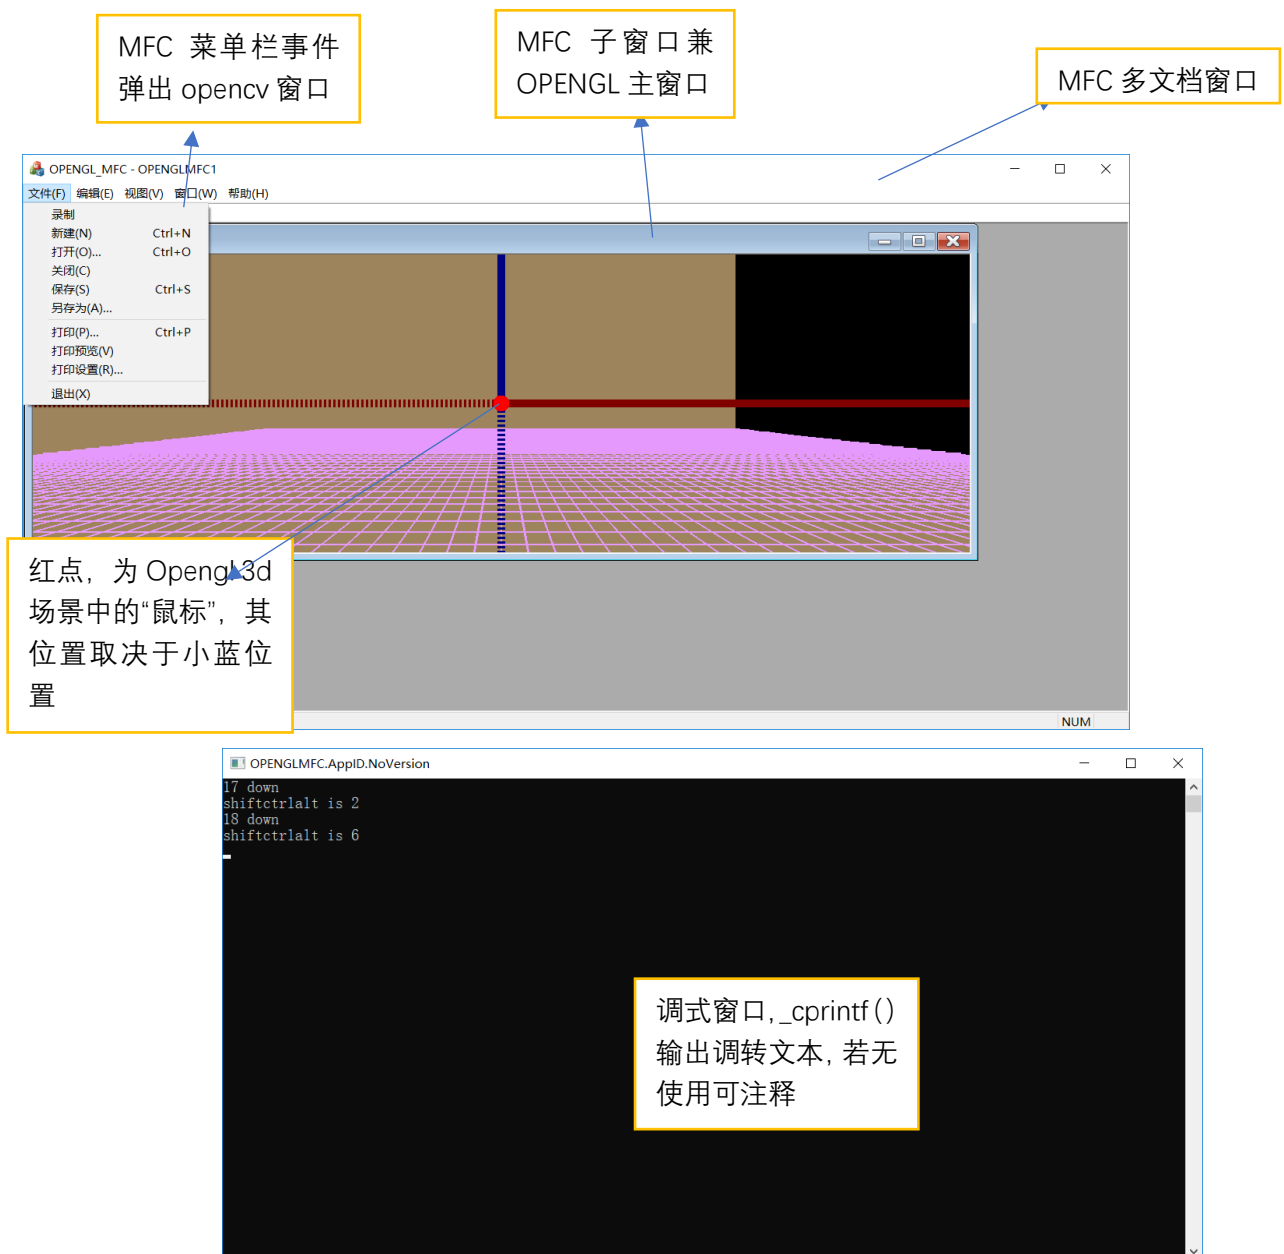 MFC 菜单栏事件
弹出 opencv 窗口
MFC 子窗口兼
OPENGL 主窗口
MFC 多文档窗口
OPENGL_MFC - OPENGLMFC1
文件(F) 编辑(E) 视图(V) 窗口(W) 帮助(H)
录制
新建(N) Ctrl+N
打开(O)... Ctrl+O
关闭(C)
保存(S) Ctrl+S
另存为(A)...
打印(P)... Ctrl+P
打印预览(V)
打印设置(R)...
退出(X)
红点，为 Opengl 3d
场景中的“鼠标”，其
位置取决于小蓝位
置
NUM
OPENGLMFC.AppID.NoVersion
17 down
shiftctrlalt is 2
18 down
shiftctrlalt is 6
调式窗口，_cprintf()
输出调转文本，若无
使用可注释